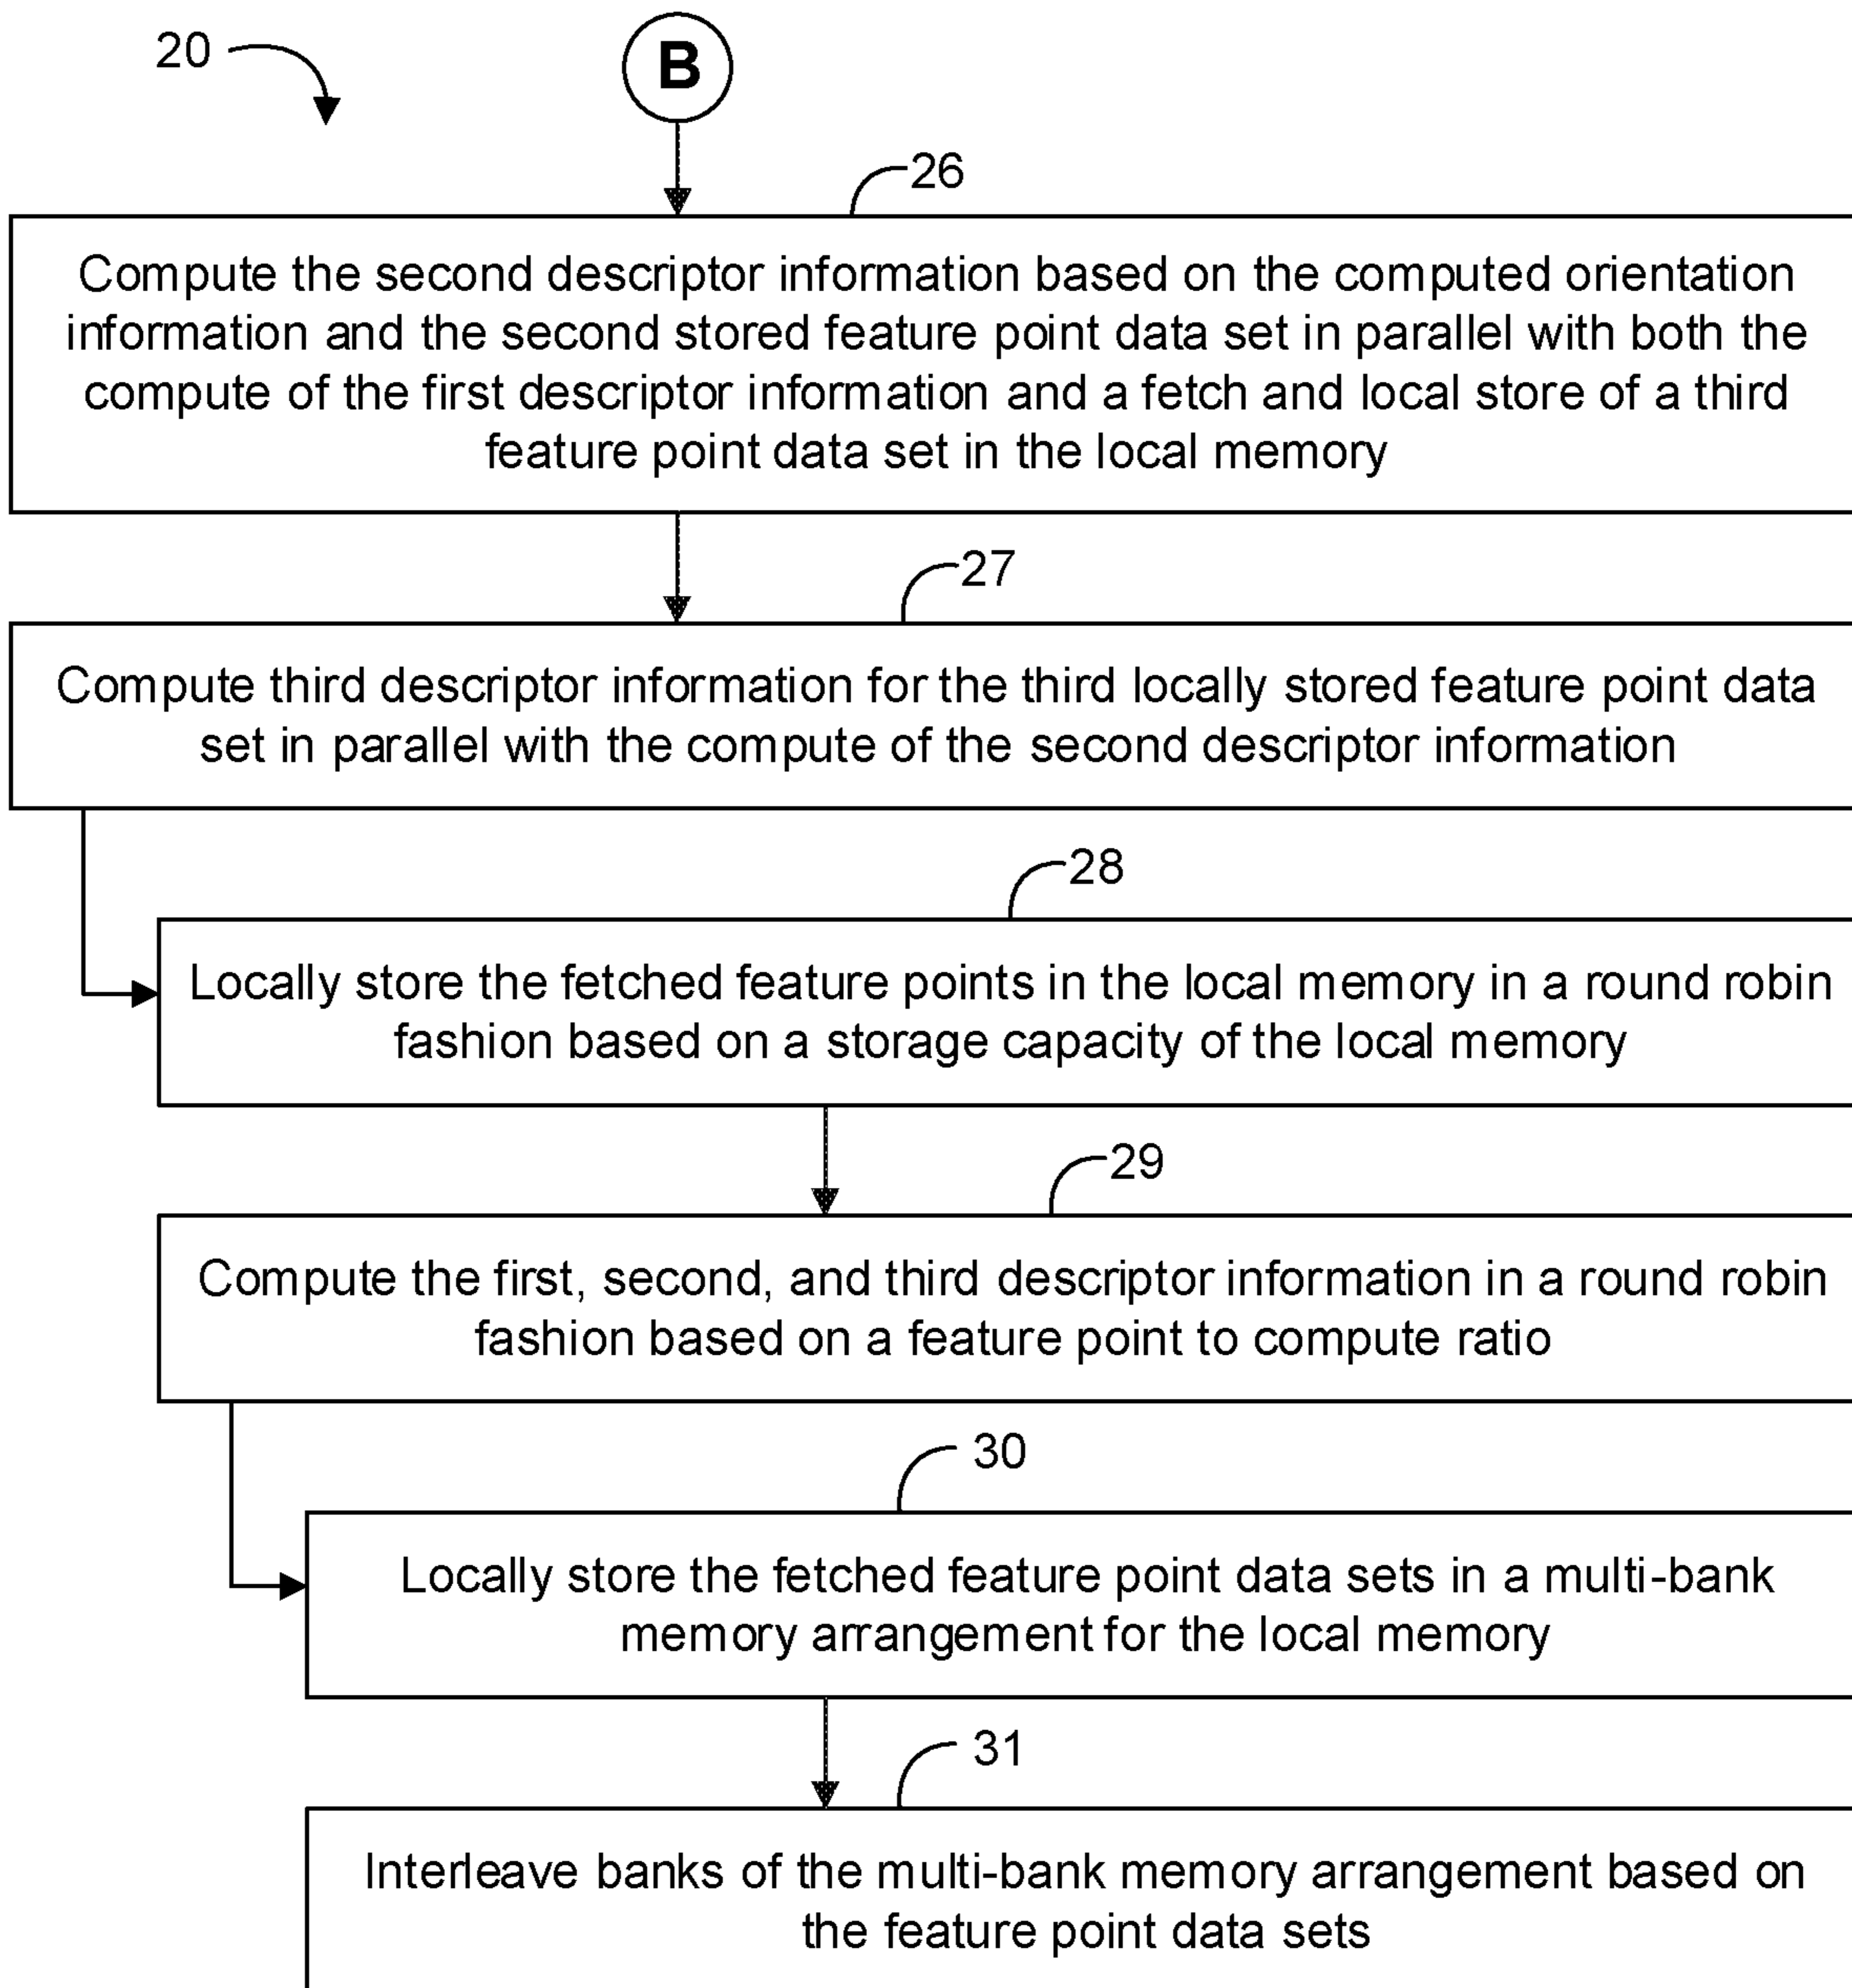 20
B
26
Compute the second descriptor information based on the computed orientation
information and the second stored feature point data set in parallel with both the
compute of the first descriptor information and a fetch and local store of a third
feature point data set in the local memory
27
Compute third descriptor information for the third locally stored feature point data
set in parallel with the compute of the second descriptor information
28
Locally store the fetched feature points in the local memory in a round robin
fashion based on a storage capacity of the local memory
29
Compute the first, second, and third descriptor information in a round robin
fashion based on a feature point to compute ratio
30
Locally store the fetched feature point data sets in a multi-bank
memory arrangement for the local memory
31
Interleave banks of the multi-bank memory arrangement based on
the feature point data sets